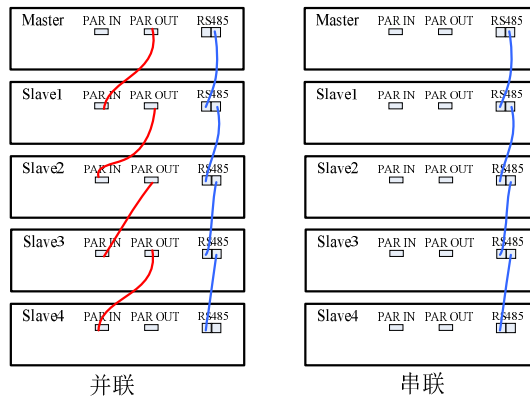 Master PAR IN PAR OUT RS485
Slave1 PAR IN PAR OUT RS485
Slave2 PAR IN PAR OUT RS485
Slave3 PAR IN PAR OUT RS485
Slave4 PAR IN PAR OUT RS485
并联
Master PAR IN PAR OUT RS485
Slave1 PAR IN PAR OUT RS485
Slave2 PAR IN PAR OUT RS485
Slave3 PAR IN PAR OUT RS485
Slave4 PAR IN PAR OUT RS485
串联